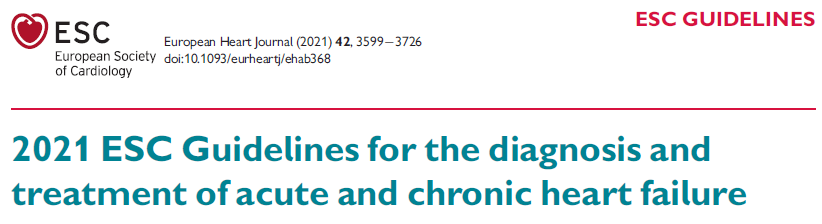 ESC
European Society
of Cardiology
European Heart Journal (2021) 42, 3599–3726
doi:10.1093/eurheartj/ehab368
ESC GUIDELINES
2021 ESC Guidelines for the diagnosis and
treatment of acute and chronic heart failure